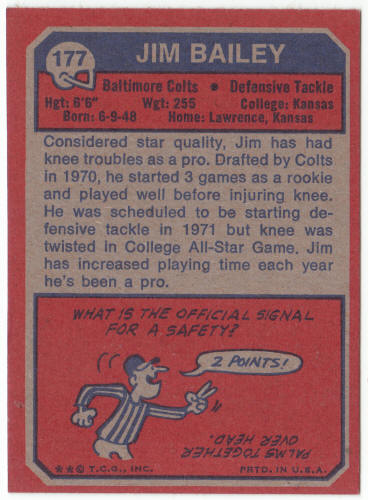 177 JIM BAILEY
Baltimore Colts • Defensive Tackle
Hgt: 6'6" Wgt: 255 College: Kansas
Born: 6-9-48 Home: Lawrence, Kansas
Considered star quality, Jim has had
knee troubles as a pro. Drafted by Colts
in 1970, he started 3 games as a rookie
and played well before injuring knee.
He was scheduled to be starting de-
fensive tackle in 1971 but knee was
twisted in College All-Star Game. Jim
has increased playing time each year
he's been a pro.
WHAT IS THE OFFICIAL SIGNAL
FOR A SAFETY?
2 POINTS!
PALMS TOGETHER
OVER HEAD.
★★© T.C.G., INC. PRTD. IN U.S.A.